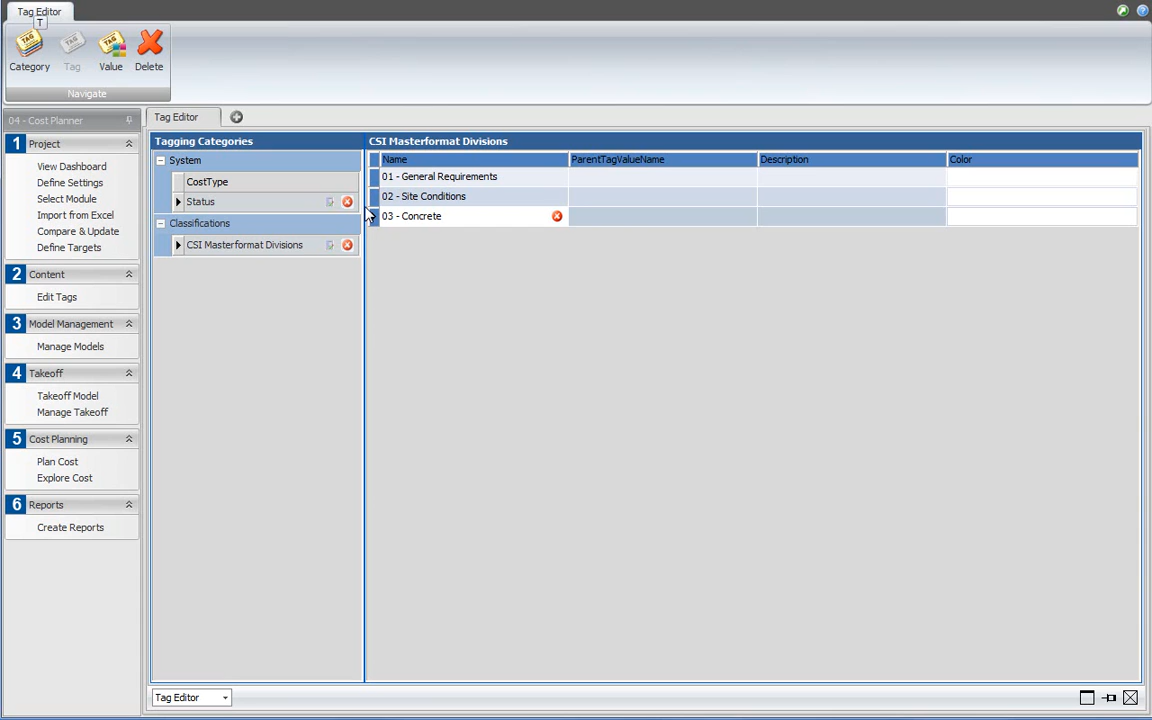 Tag Editor
T
TAG
TAG
TAG
Category
Tag
Value
Delete
Navigate
04 - Cost Planner
1 Project
View Dashboard
Define Settings
Select Module
Import from Excel
Compare & Update
Define Targets
2 Content
Edit Tags
3 Model Management
Manage Models
4 Takeoff
Takeoff Model
Manage Takeoff
5 Cost Planning
Plan Cost
Explore Cost
6 Reports
Create Reports
Tag Editor
Tagging Categories
System
CostType
Status
Classifications
CSI Masterformat Divisions
CSI Masterformat Divisions
Name ParentTagValueName Description Color
01 - General Requirements
02 - Site Conditions
03 - Concrete
Tag Editor